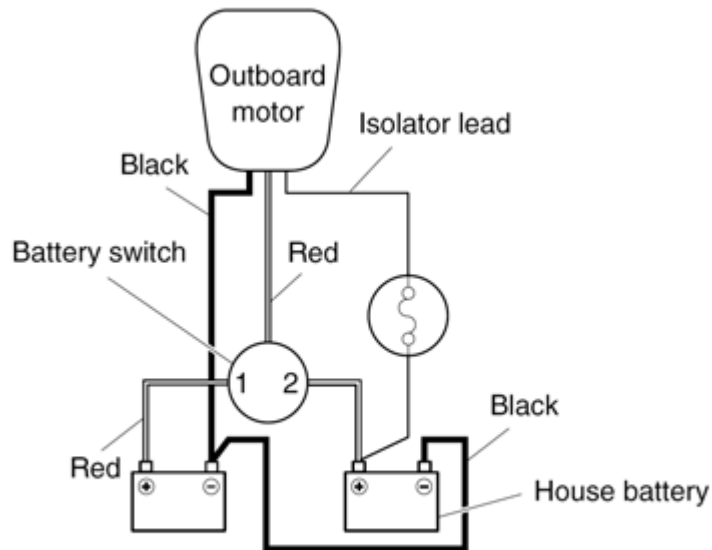 Outboard
motor
Isolator lead
Black
Battery switch
Red
1 2
Black
Red
+ − + −
House battery